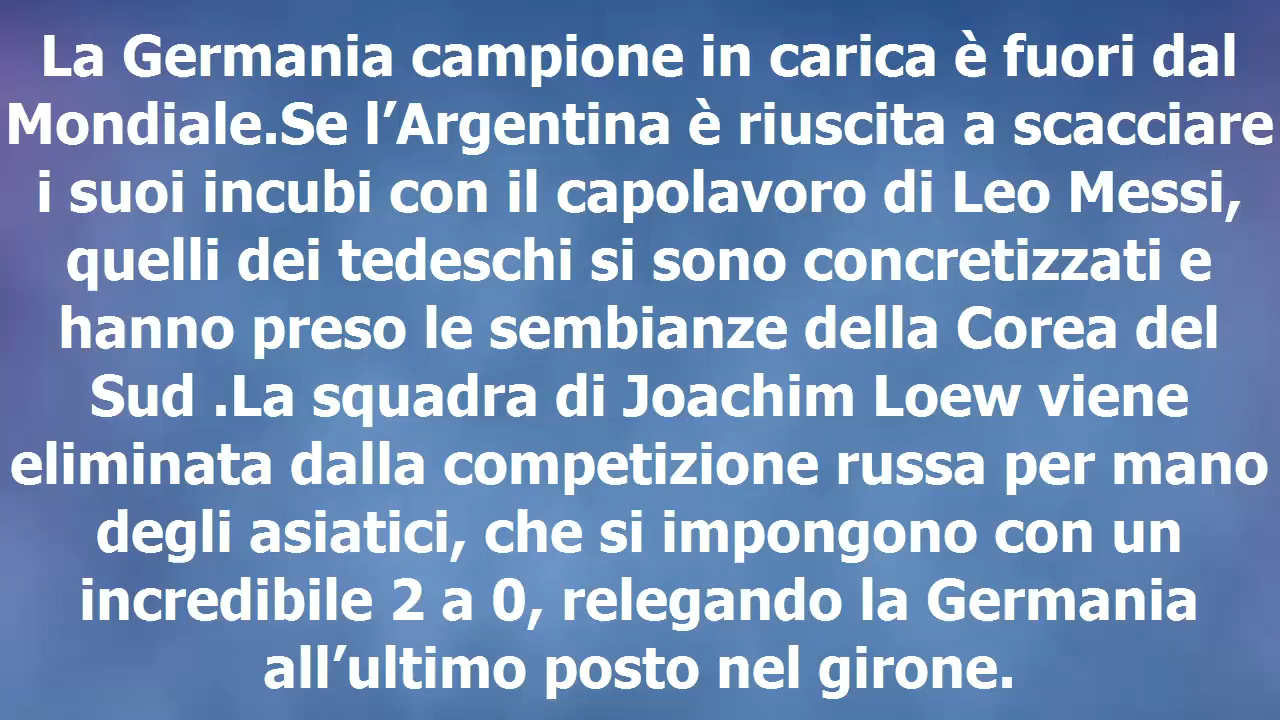 La Germania campione in carica è fuori dal
Mondiale.Se l’Argentina è riuscita a scacciare
i suoi incubi con il capolavoro di Leo Messi,
quelli dei tedeschi si sono concretizzati e
hanno preso le sembianze della Corea del
Sud .La squadra di Joachim Loew viene
eliminata dalla competizione russa per mano
degli asiatici, che si impongono con un
incredibile 2 a 0, relegando la Germania
all’ultimo posto nel girone.